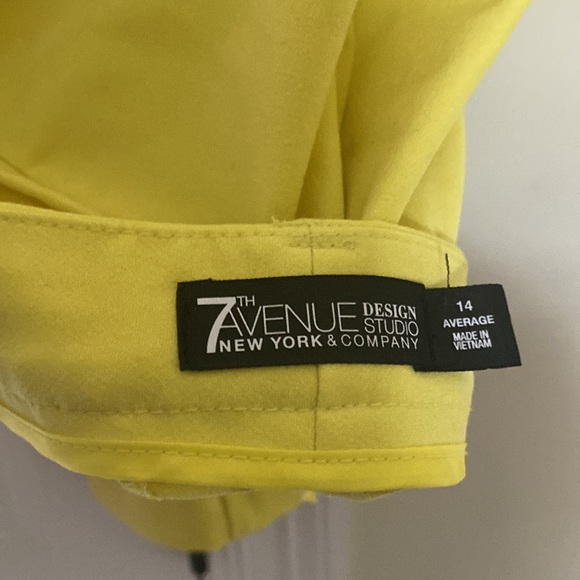 7TH AVENUE DESIGN STUDIO
NEW YORK & COMPANY
14
AVERAGE
MADE IN
VIETNAM